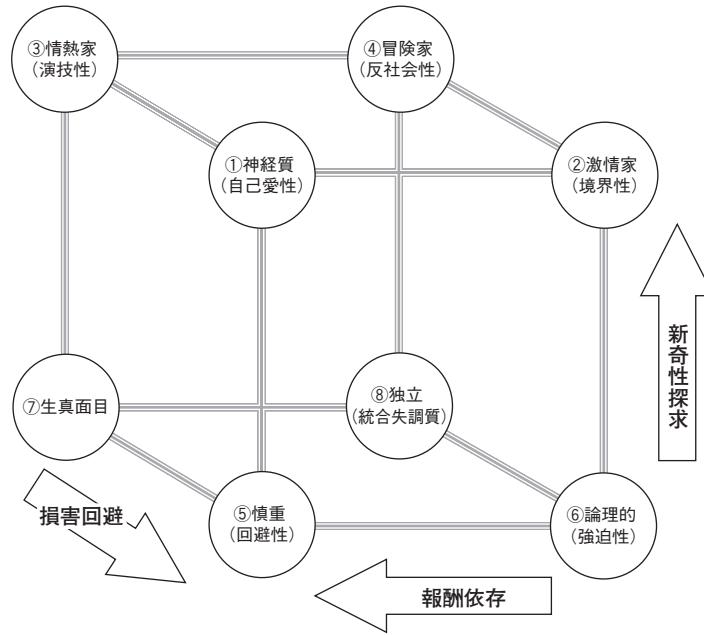 ③情熱家
（演技性）
④冒険家
（反社会性）
①神経質
（自己愛性）
②激情家
（境界性）
新奇性探求
⑦生真面目
⑧独立
（統合失調質）
損害回避
⑤慎重
（回避性）
⑥論理的
（強迫性）
報酬依存